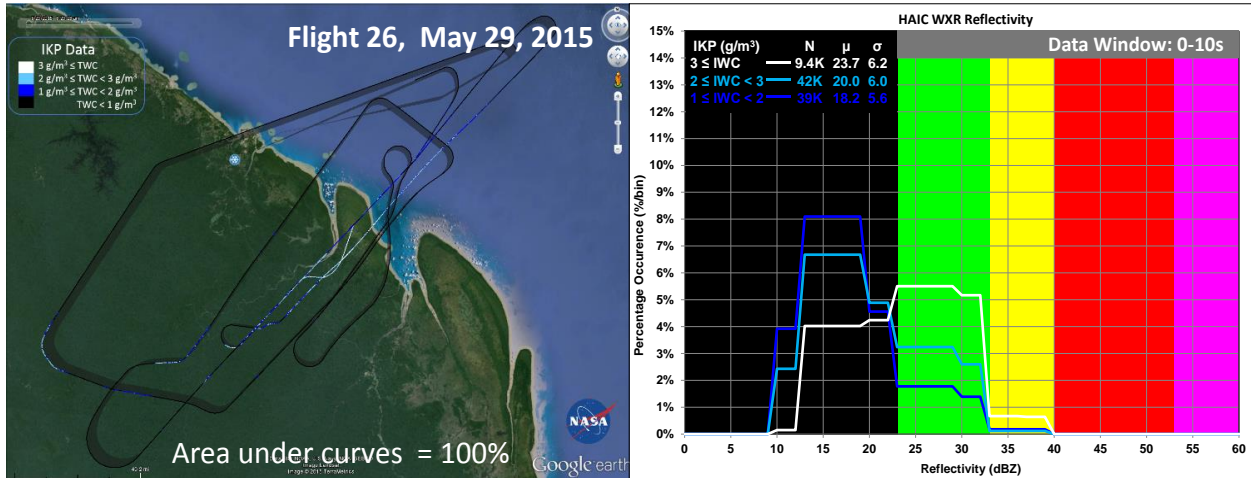 Flight 26, May 29, 2015
IKP Data
3 g/m³ ≤ TWC
2 g/m³ ≤ TWC < 3 g/m³
1 g/m³ ≤ TWC < 2 g/m³
TWC < 1 g/m³
NASA
Area under curves = 100%
Image Landsat
Google earth
HAIC WXR Reflectivity
Data Window: 0-10s
IKP (g/m³) N µ σ
3 ≤ IWC 9.4K 23.7 6.2
2 ≤ IWC < 3 42K 20.0 6.0
1 ≤ IWC < 2 39K 18.2 5.6
Percentage Occurence (%/bin)
15%
14%
13%
12%
11%
10%
9%
8%
7%
6%
5%
4%
3%
2%
1%
0%
0 5 10 15 20 25 30 35 40 45 50 55 60
Reflectivity (dBZ)